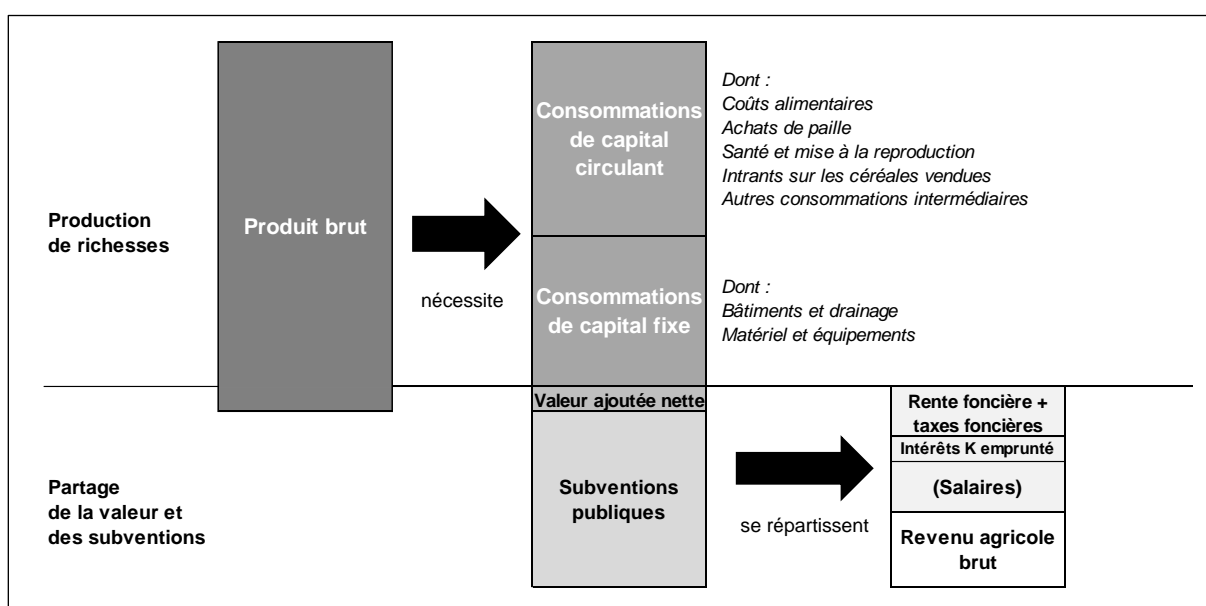 Production
de richesses
Produit brut
nécessite
Consommations
de capital
circulant
Dont :
Coûts alimentaires
Achats de paille
Santé et mise à la reproduction
Intrants sur les céréales vendues
Autres consommations intermédiaires
Consommations
de capital fixe
Dont :
Bâtiments et drainage
Matériel et équipements
Partage
de la valeur et
des subventions
Valeur ajoutée nette
Subventions
publiques
se répartissent
Rente foncière +
taxes foncières
Intérêts K emprunté
(Salaires)
Revenu agricole
brut